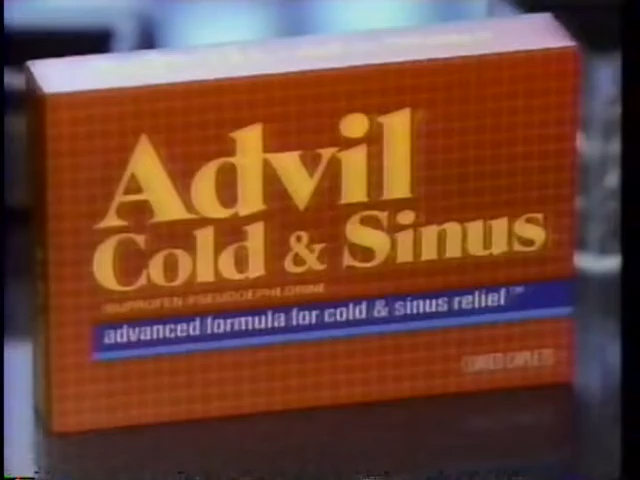 Advil
Cold & Sinus
IBUPROFEN PSEUDOEPHEDRINE
advanced formula for cold & sinus relief™
COATED CAPLETS